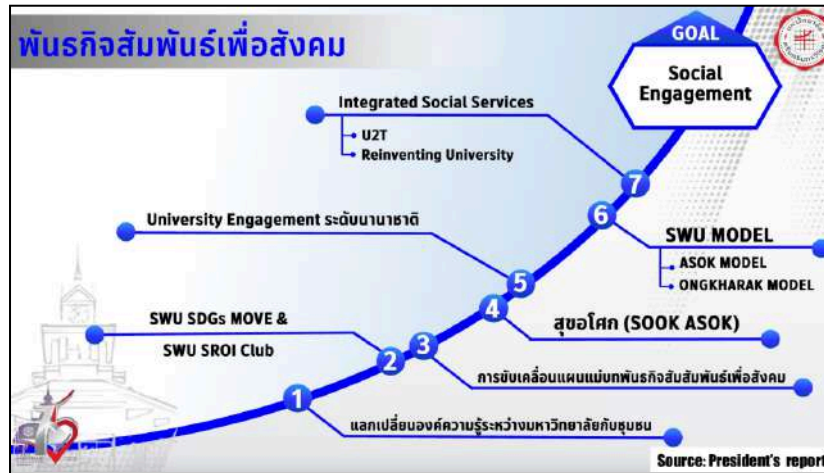 พันธกิจสัมพันธ์เพื่อสังคม
GOAL
Social
Engagement
Integrated Social Services
U2T
Reinventing University
7
6
University Engagement ระดับนานาชาติ
SWU MODEL
ASOK MODEL
ONGKHARAK MODEL
5
4
SWU SDGs MOVE &
SWU SROI Club
สุขอโศก (SOOK ASOK)
2
3
การขับเคลื่อนแผนแม่บทพันธกิจสัมพันธ์เพื่อสังคม
1
แลกเปลี่ยนองค์ความรู้ระหว่างมหาวิทยาลัยกับชุมชน
Source: President's report